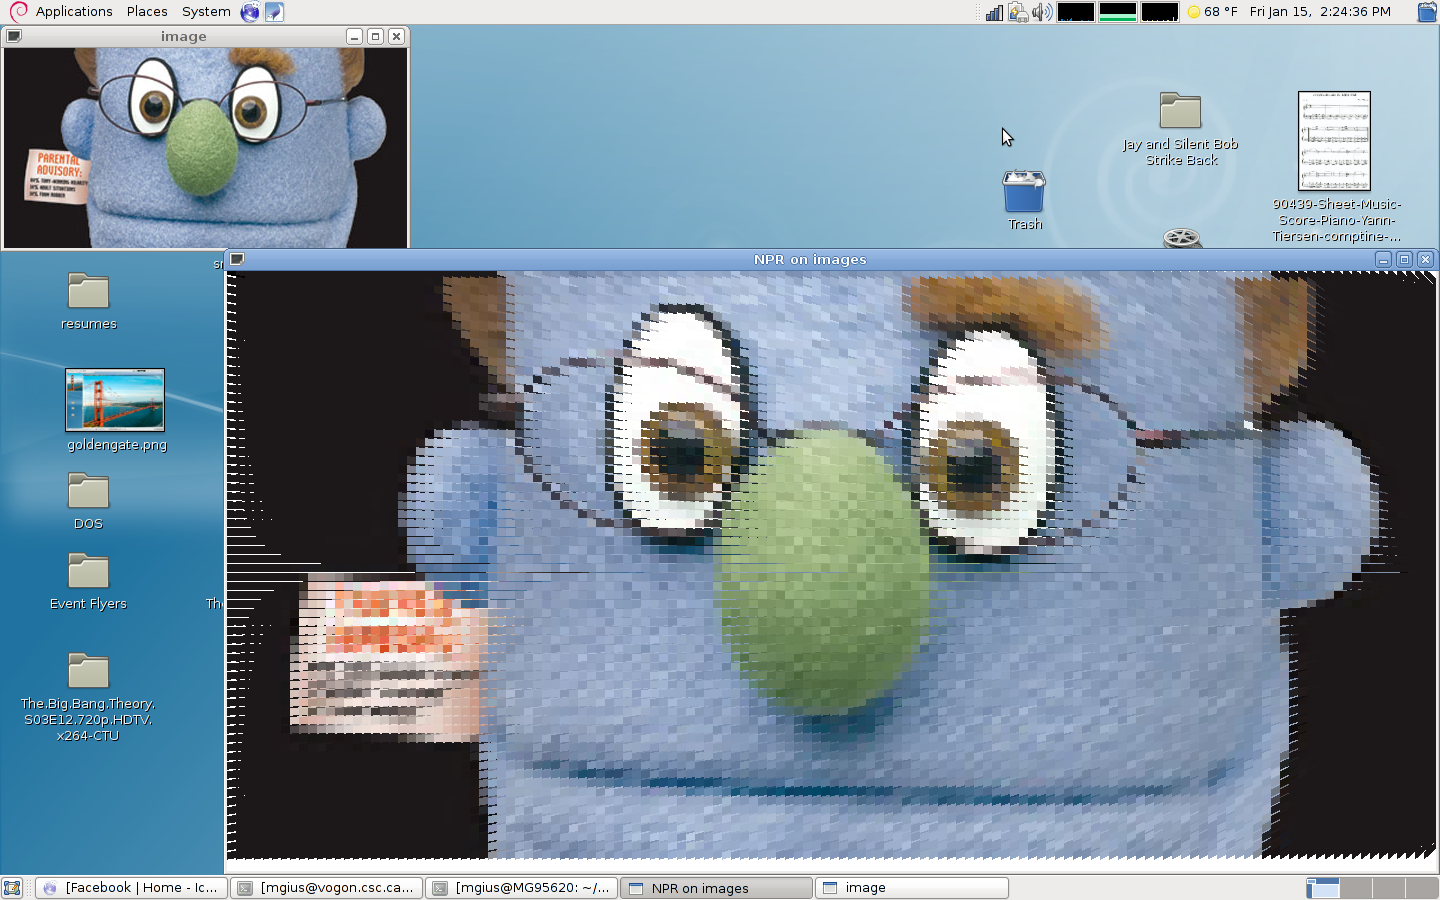 Applications Places System
68 °F Fri Jan 15, 2:24:36 PM
image
PARENTAL
ADVISORY:
Jay and Silent Bob
Strike Back
Trash
90439-Sheet-Music-
Score-Piano-Yann-
Tiersen-comptine-...
NPR on images
resumes
goldengate.png
DOS
Event Flyers
The.Big.Bang.Theory.
S03E12.720p.HDTV.
x264-CTU
[Facebook | Home - Ic... [mgius@vogon.csc.ca... [mgius@MG95620: ~/... NPR on images image